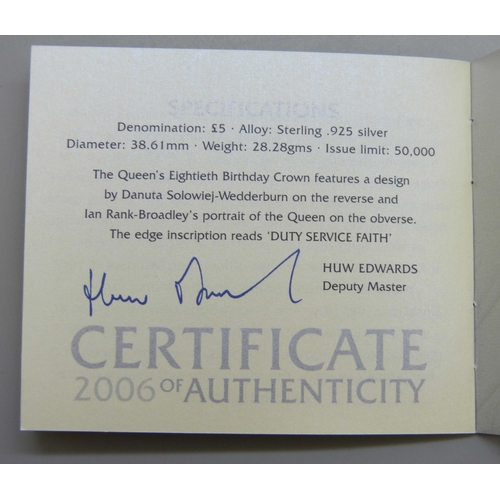 SPECIFICATIONS
Denomination: £5 · Alloy: Sterling .925 silver
Diameter: 38.61mm · Weight: 28.28gms · Issue limit: 50,000
The Queen's Eightieth Birthday Crown features a design
by Danuta Solowiej-Wedderburn on the reverse and
Ian Rank-Broadley's portrait of the Queen on the obverse.
The edge inscription reads 'DUTY SERVICE FAITH'
HUW EDWARDS
Deputy Master
CERTIFICATE
2006 OF AUTHENTICITY